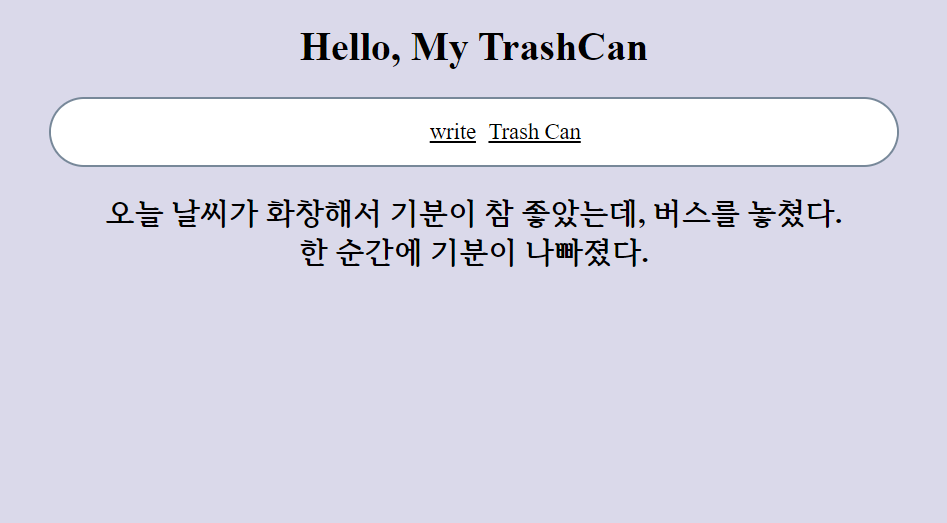 Hello, My TrashCan
write Trash Can
오늘 날씨가 화창해서 기분이 참 좋았는데, 버스를 놓쳤다.
한 순간에 기분이 나빠졌다.